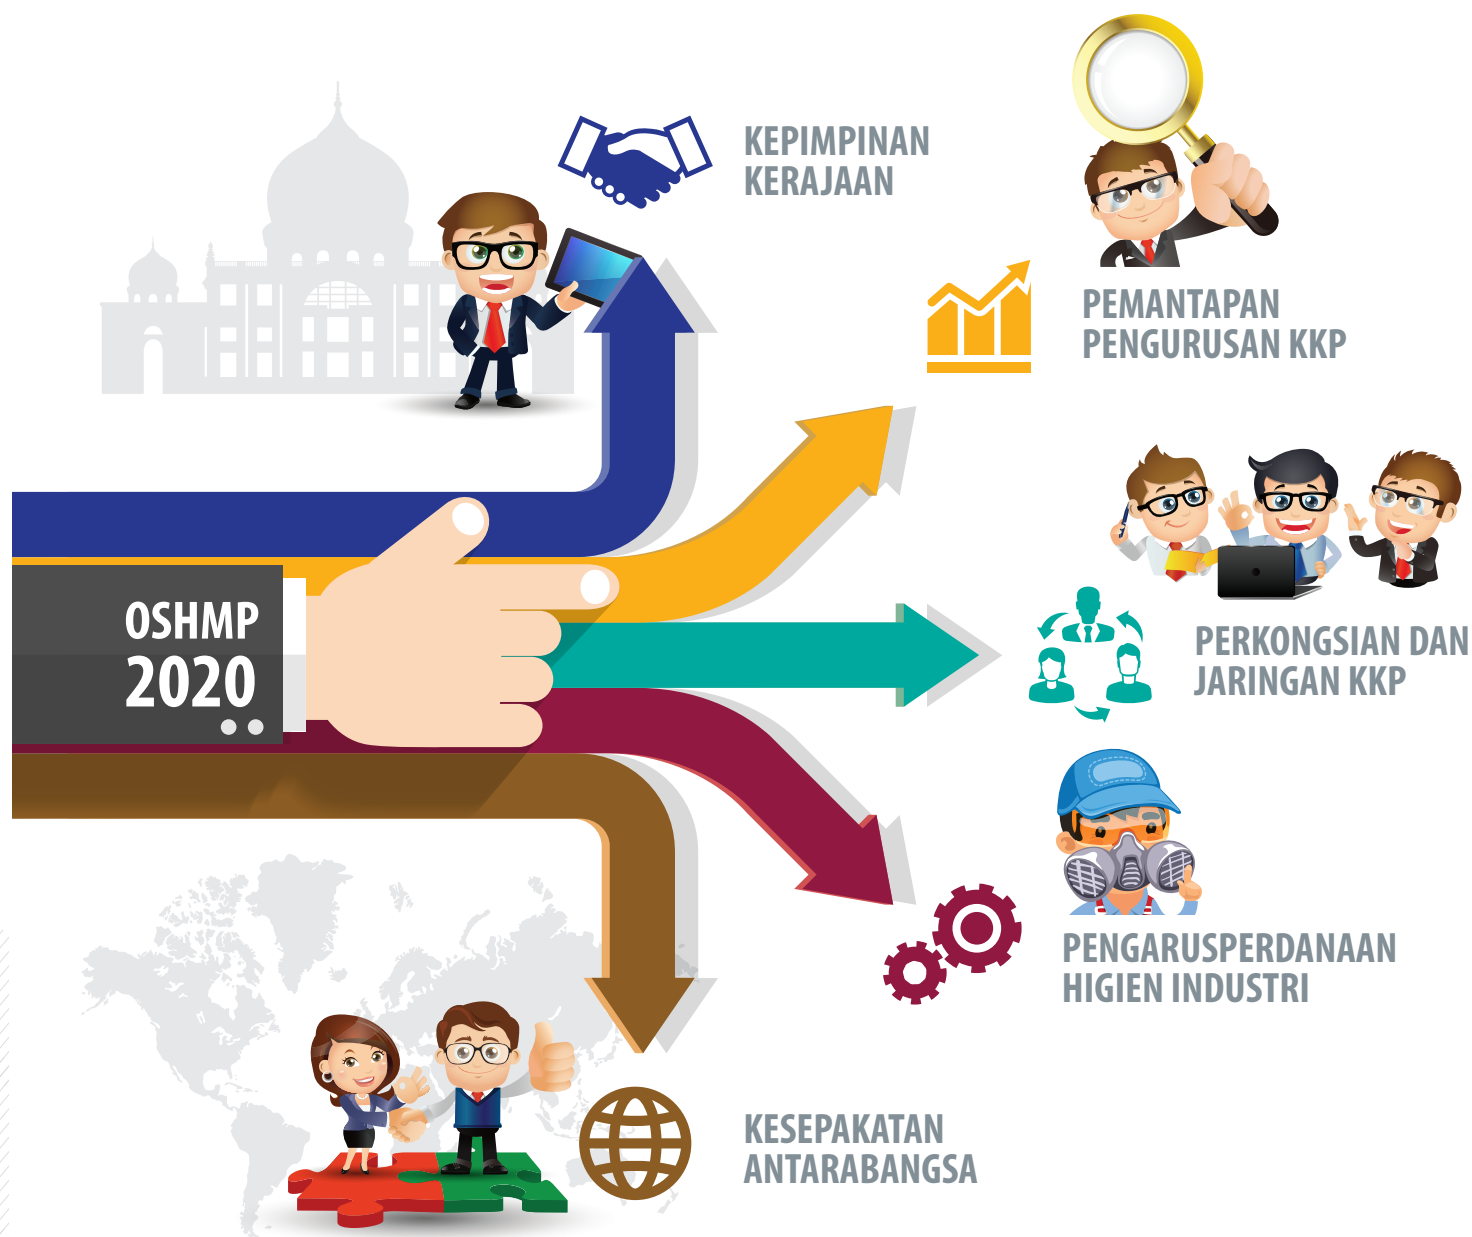 KEPIMPINAN
KERAJAAN
PEMANTAPAN
PENGURUSAN KKP
OSHMP
2020
PERKONGSIAN DAN
JARINGAN KKP
PENGARUSPERDANAAN
HIGIEN INDUSTRI
KESEPAKATAN
ANTARABANGSA